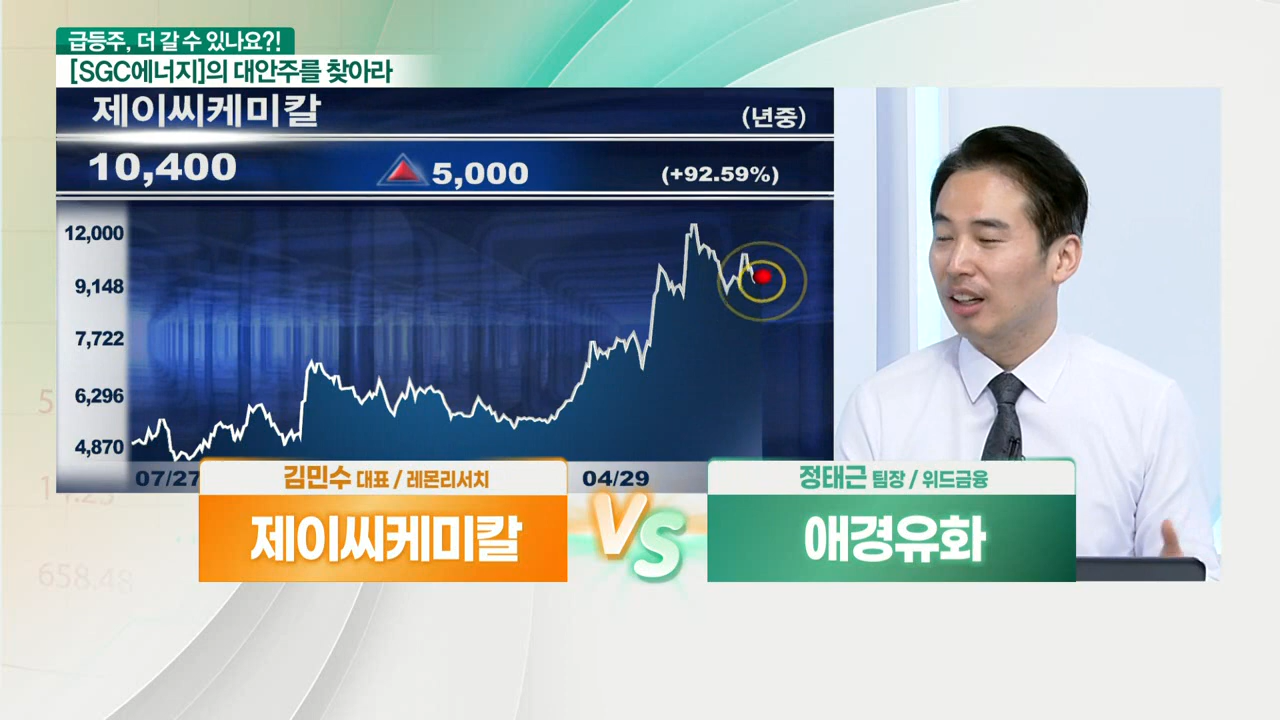 급등주, 더 갈 수 있나요?!
[SGC에너지]의 대안주를 찾아라
제이씨케미칼 (년중)
10,400 5,000 (+92.59%)
12,000
9,148
7,722
6,296
4,870
07/27 04/29
김민수 대표 / 레몬리서치
제이씨케미칼
VS
정태근 팀장 / 위드금융
애경유화
658.48